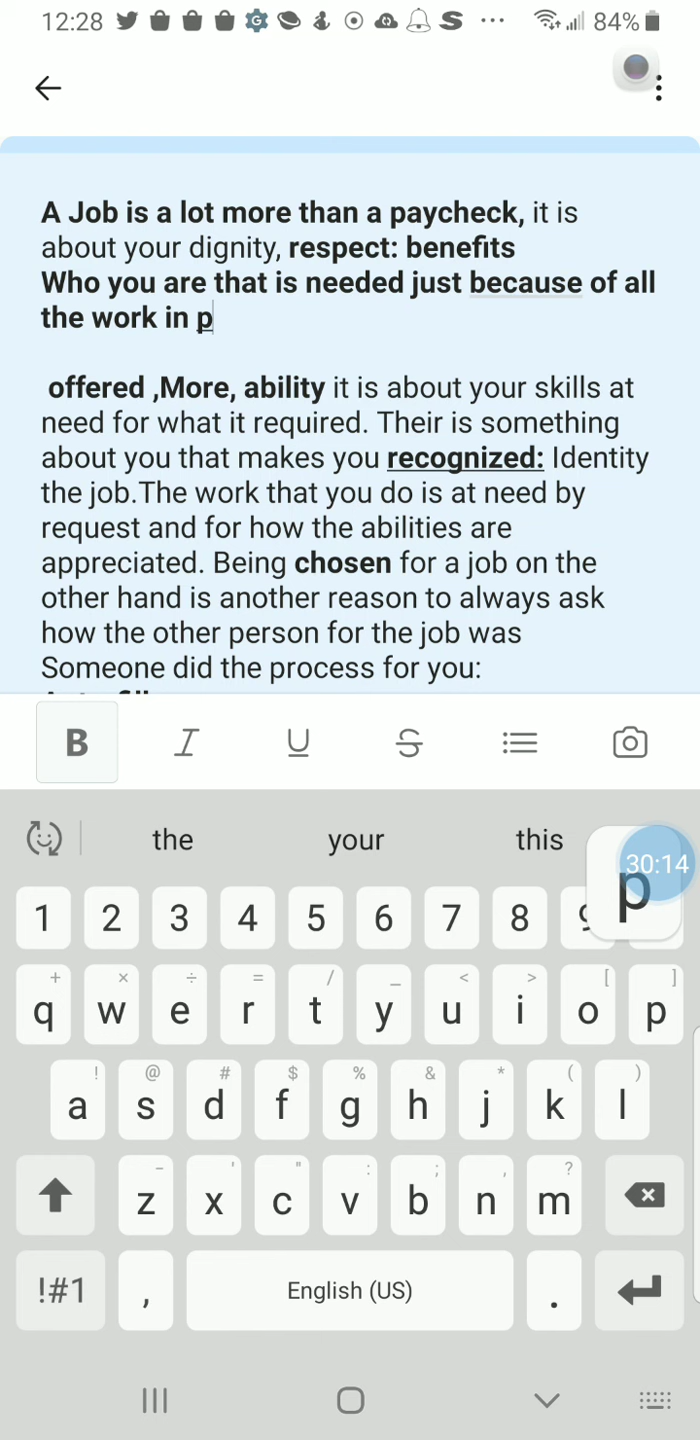 12:28 84%
A Job is a lot more than a paycheck, it is
about your dignity, respect: benefits
Who you are that is needed just because of all
the work in p
offered ,More, ability it is about your skills at
need for what it required. Their is something
about you that makes you recognized: Identity
the job.The work that you do is at need by
request and for how the abilities are
appreciated. Being chosen for a job on the
other hand is another reason to always ask
how the other person for the job was
Someone did the process for you:
B I U S
the your this
30:14
p
1 2 3 4 5 6 7 8 9
+ × ÷ = / _ < > [ ]
q w e r t y u i o p
! @ # $ % & * ( )
a s d f g h j k l
- ' " : ; , ?
z x c v b n m
!#1 , English (US) .